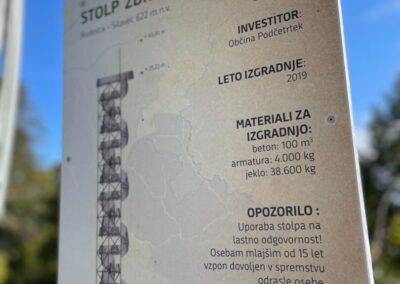 STOLP ZD
Rudnica - Silavec 622 m.n.v.
INVESTITOR:
Občina Podčetrtek
LETO IZGRADNJE:
2019
MATERIALI ZA
IZGRADNJO:
beton: 100 m³
armatura: 4.000 kg
jeklo: 38.600 kg
OPOZORILO :
Uporaba stolpa na
lastno odgovornost!
Osebam mlajšim od 15 let
vzpon dovoljen v spremstvu
odrasle osebe